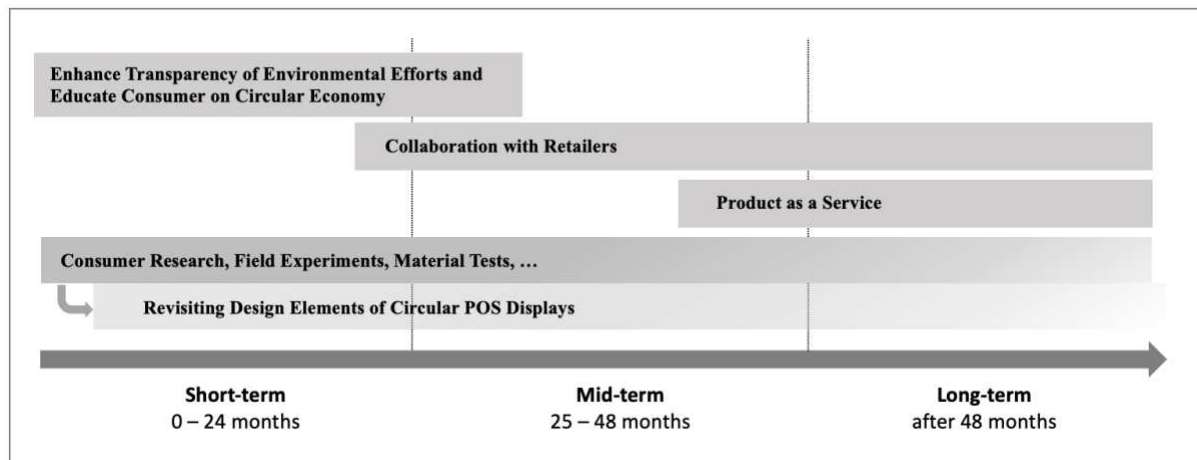 Enhance Transparency of Environmental Efforts and
Educate Consumer on Circular Economy
Collaboration with Retailers
Product as a Service
Consumer Research, Field Experiments, Material Tests, …
Revisiting Design Elements of Circular POS Displays
Short-term
0 – 24 months
Mid-term
25 – 48 months
Long-term
after 48 months